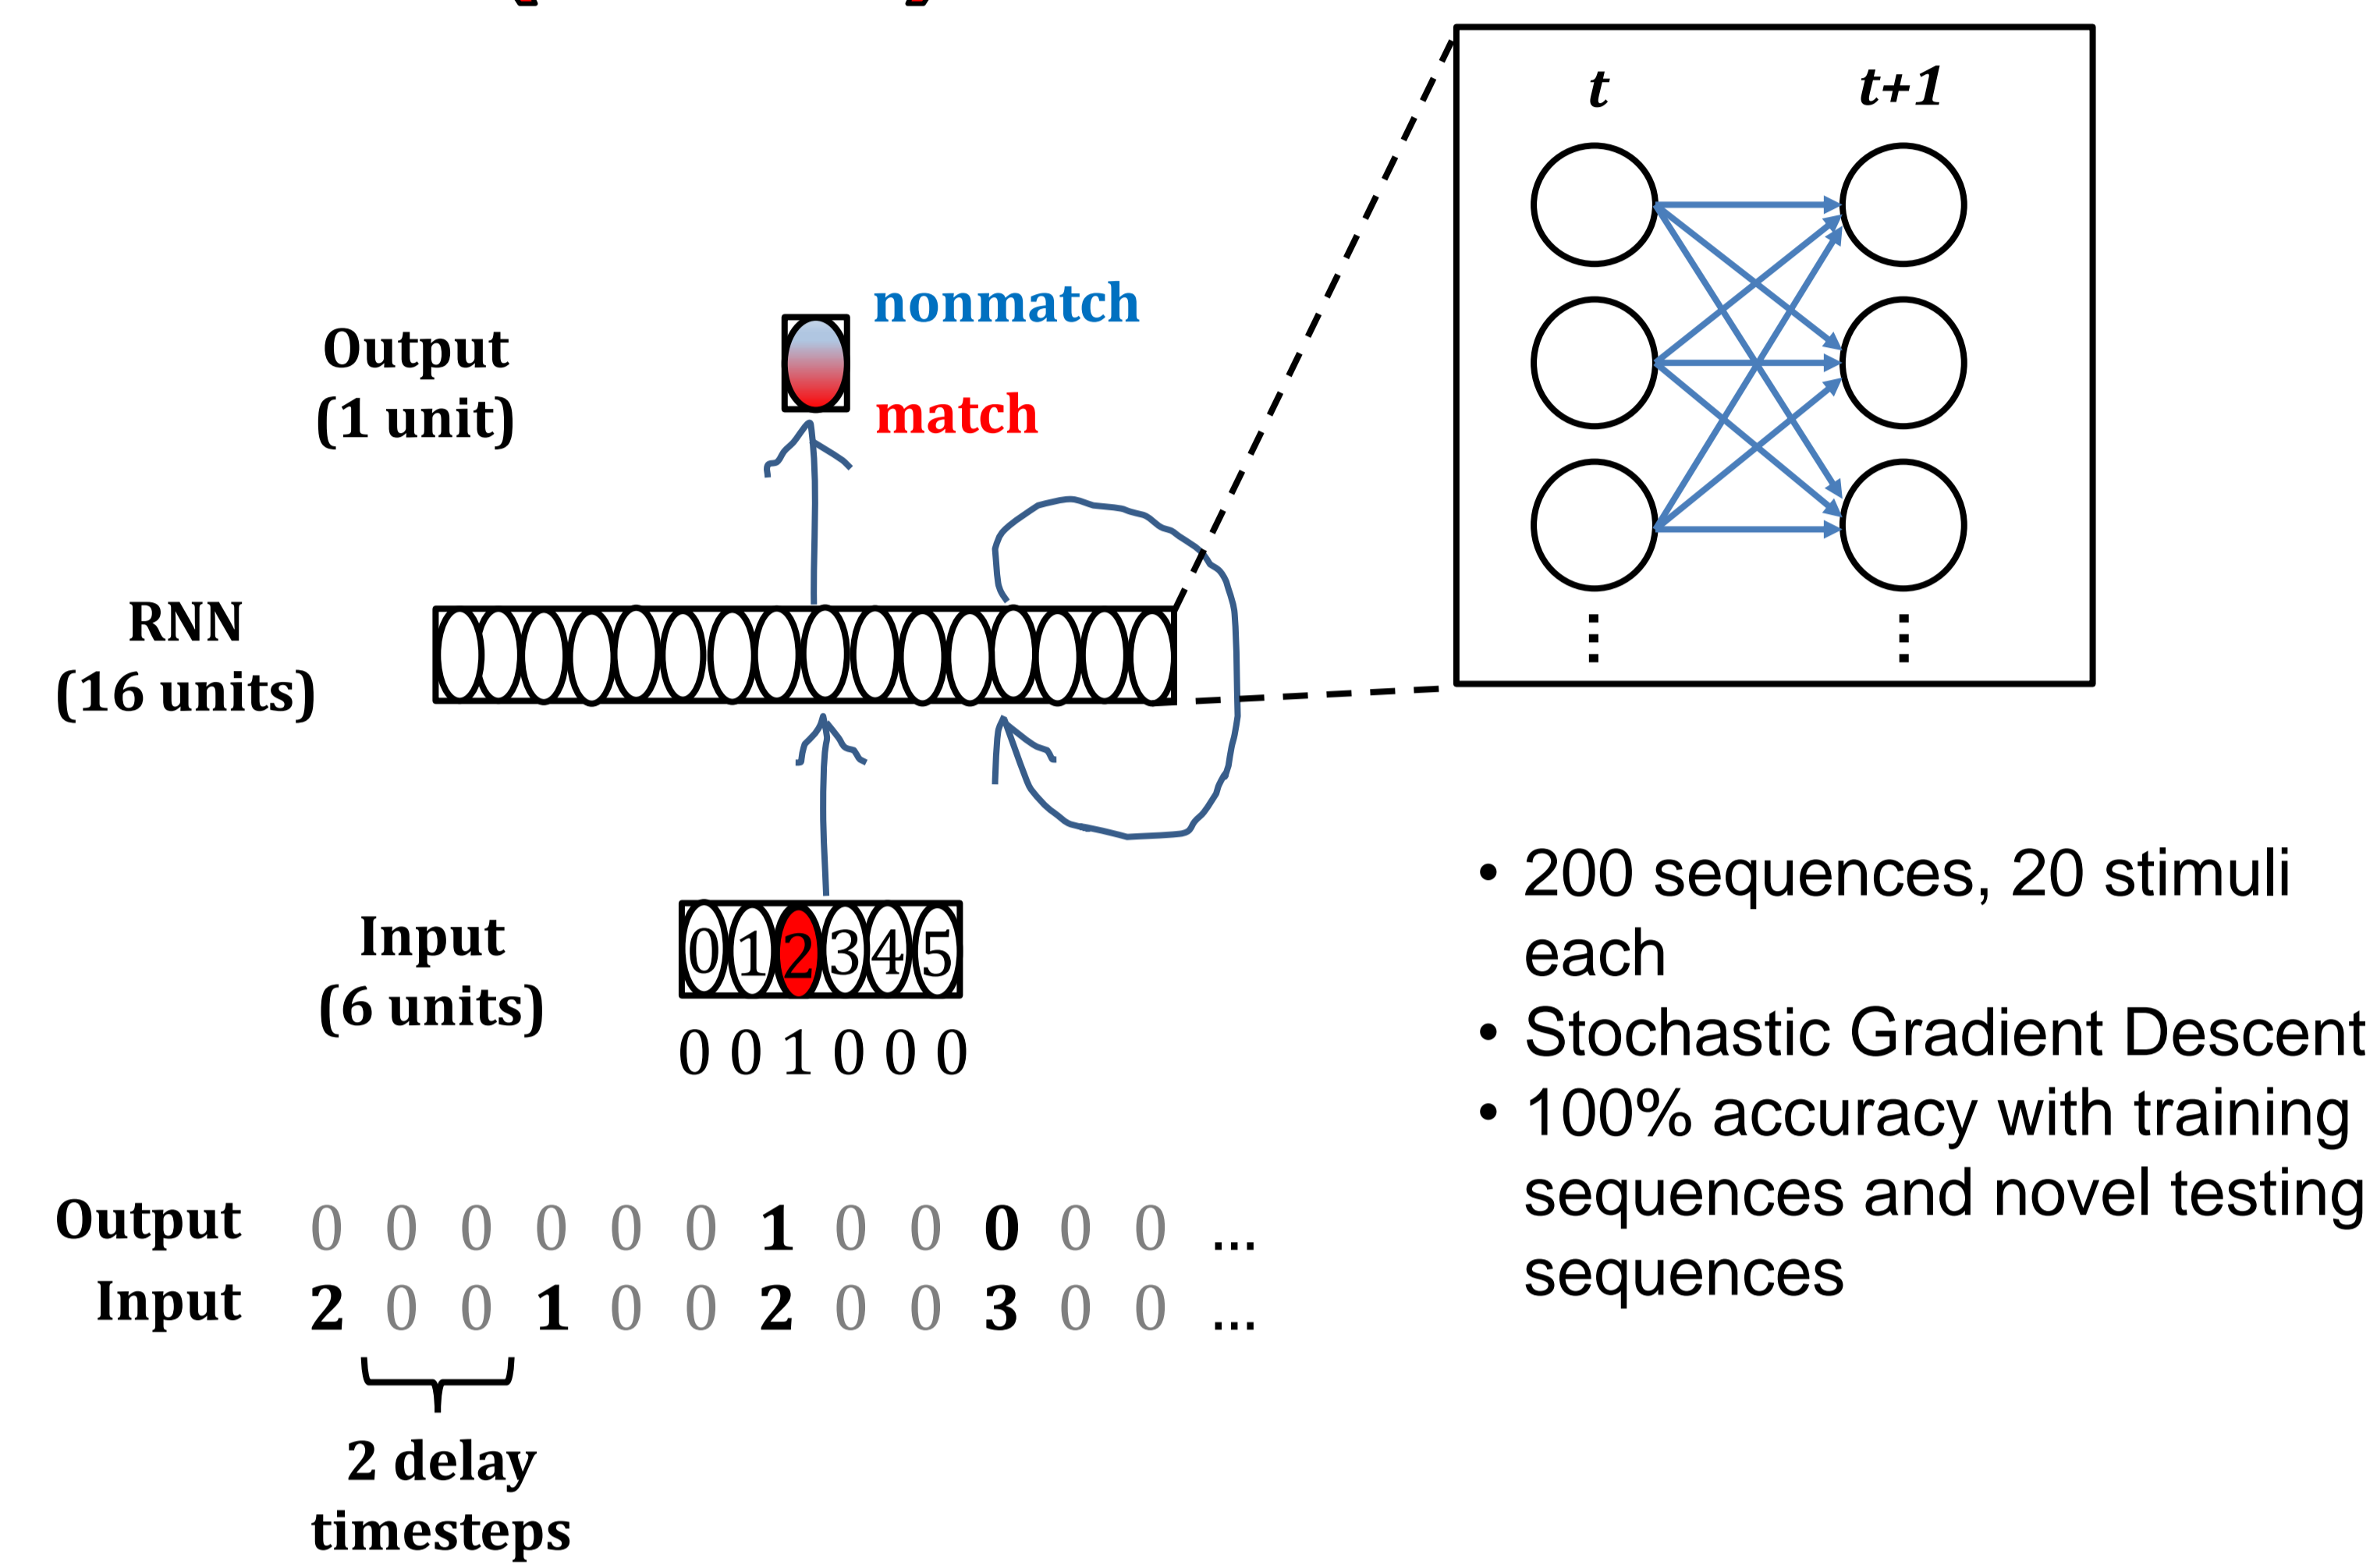 t t+1
nonmatch
Output
(1 unit)
match
RNN
(16 units)
• 200 sequences, 20 stimuli
each
Input
(6 units)
0 1 2 3 4 5
0 0 1 0 0 0
• Stochastic Gradient Descent
• 100% accuracy with training
sequences and novel testing
sequences
Output 0 0 0 0 0 0 1 0 0 0 0 0 ...
Input 2 0 0 1 0 0 2 0 0 3 0 0 ...
2 delay
timesteps